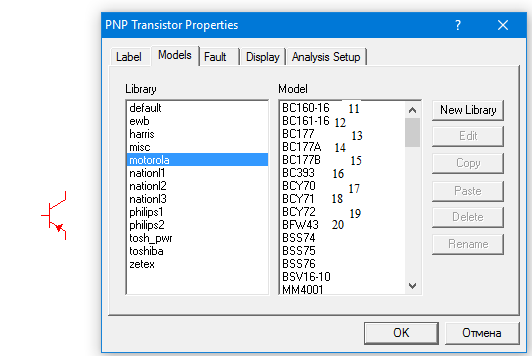 PNP Transistor Properties ? ×
Label Models Fault Display Analysis Setup
Library
default
ewb
harris
misc
motorola
nationl1
nationl2
nationl3
philips1
philips2
tosh_pwr
toshiba
zetex
Model
BC160-16 11
BC161-16 12
BC177 13
BC177A 14
BC177B 15
BC393 16
BCY70 17
BCY71 18
BCY72 19
BFW43 20
BSS74
BSS75
BSS76
BSV16-10
MM4001
New Library
Edit
Copy
Paste
Delete
Rename
OK Отмена